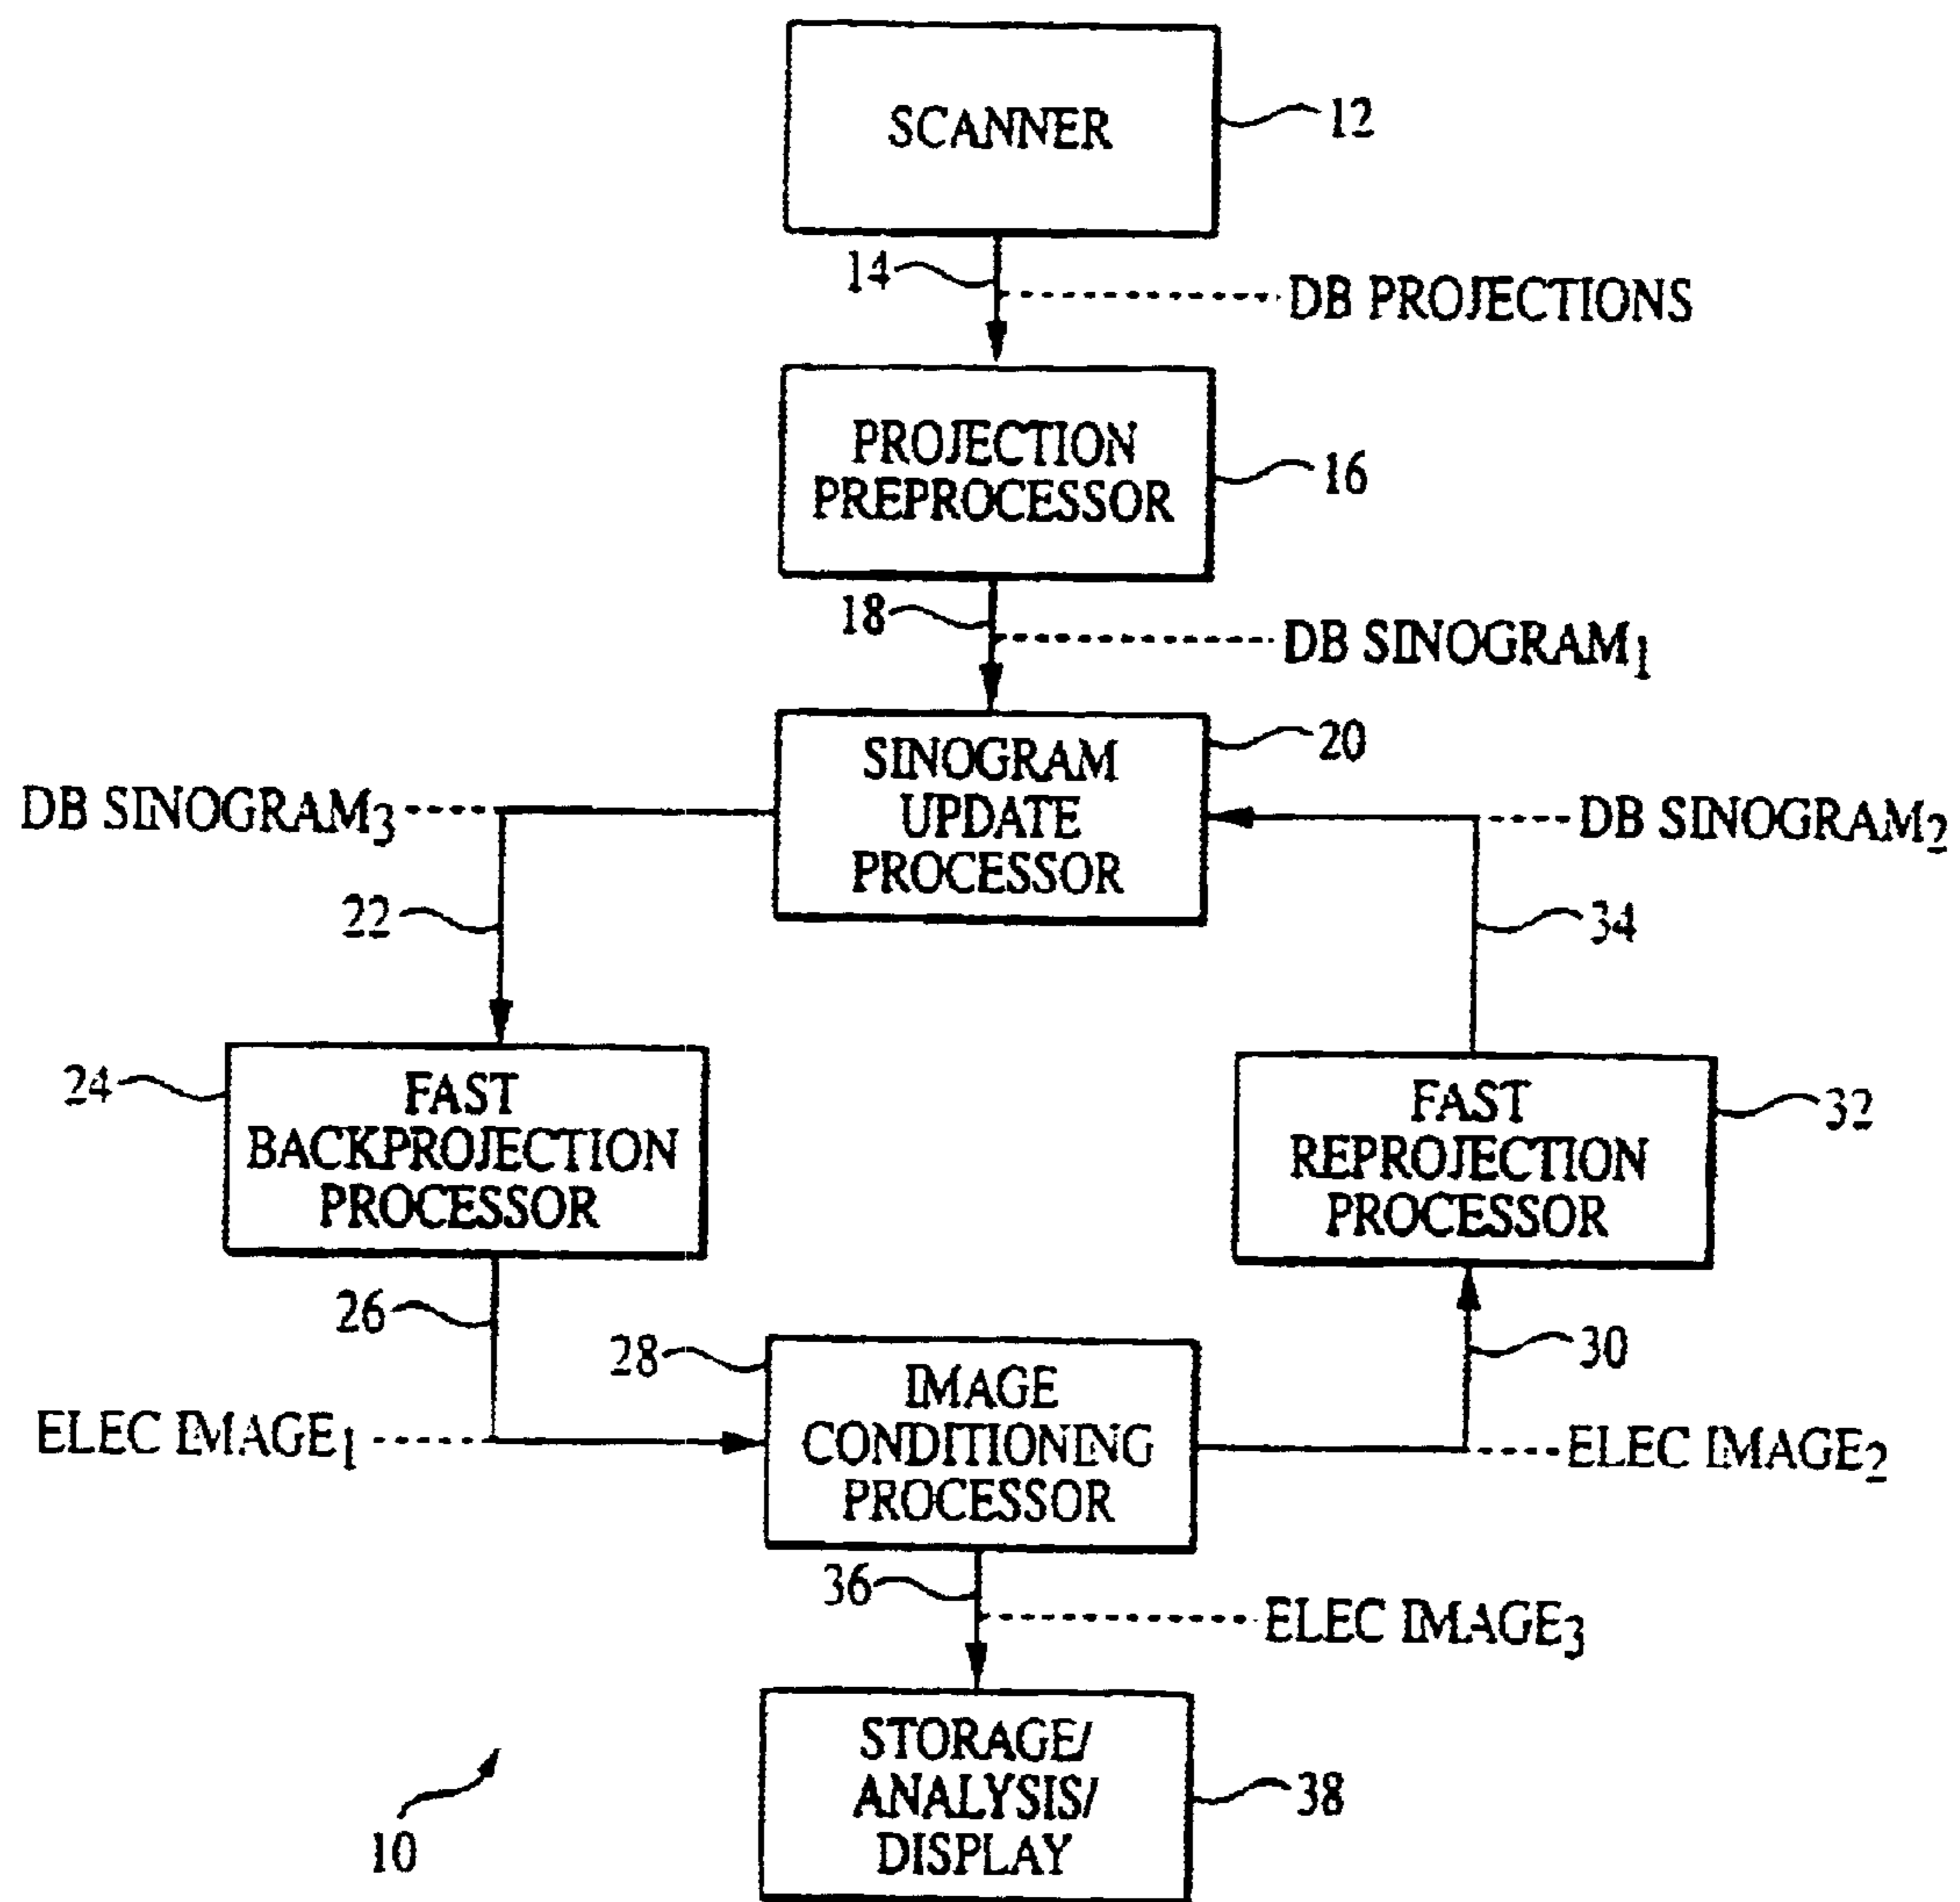 SCANNER
12
14
DB PROJECTIONS
PROJECTION
PREPROCESSOR
16
18
DB SINOGRAM1
SINOGRAM
UPDATE
PROCESSOR
20
DB SINOGRAM3
DB SINOGRAM2
22
34
24
FAST
BACKPROJECTION
PROCESSOR
FAST
REPROJECTION
PROCESSOR
32
26
28
IMAGE
CONDITIONING
PROCESSOR
30
ELEC IMAGE1
ELEC IMAGE2
36
ELEC IMAGE3
STORAGE/
ANALYSIS/
DISPLAY
38
10